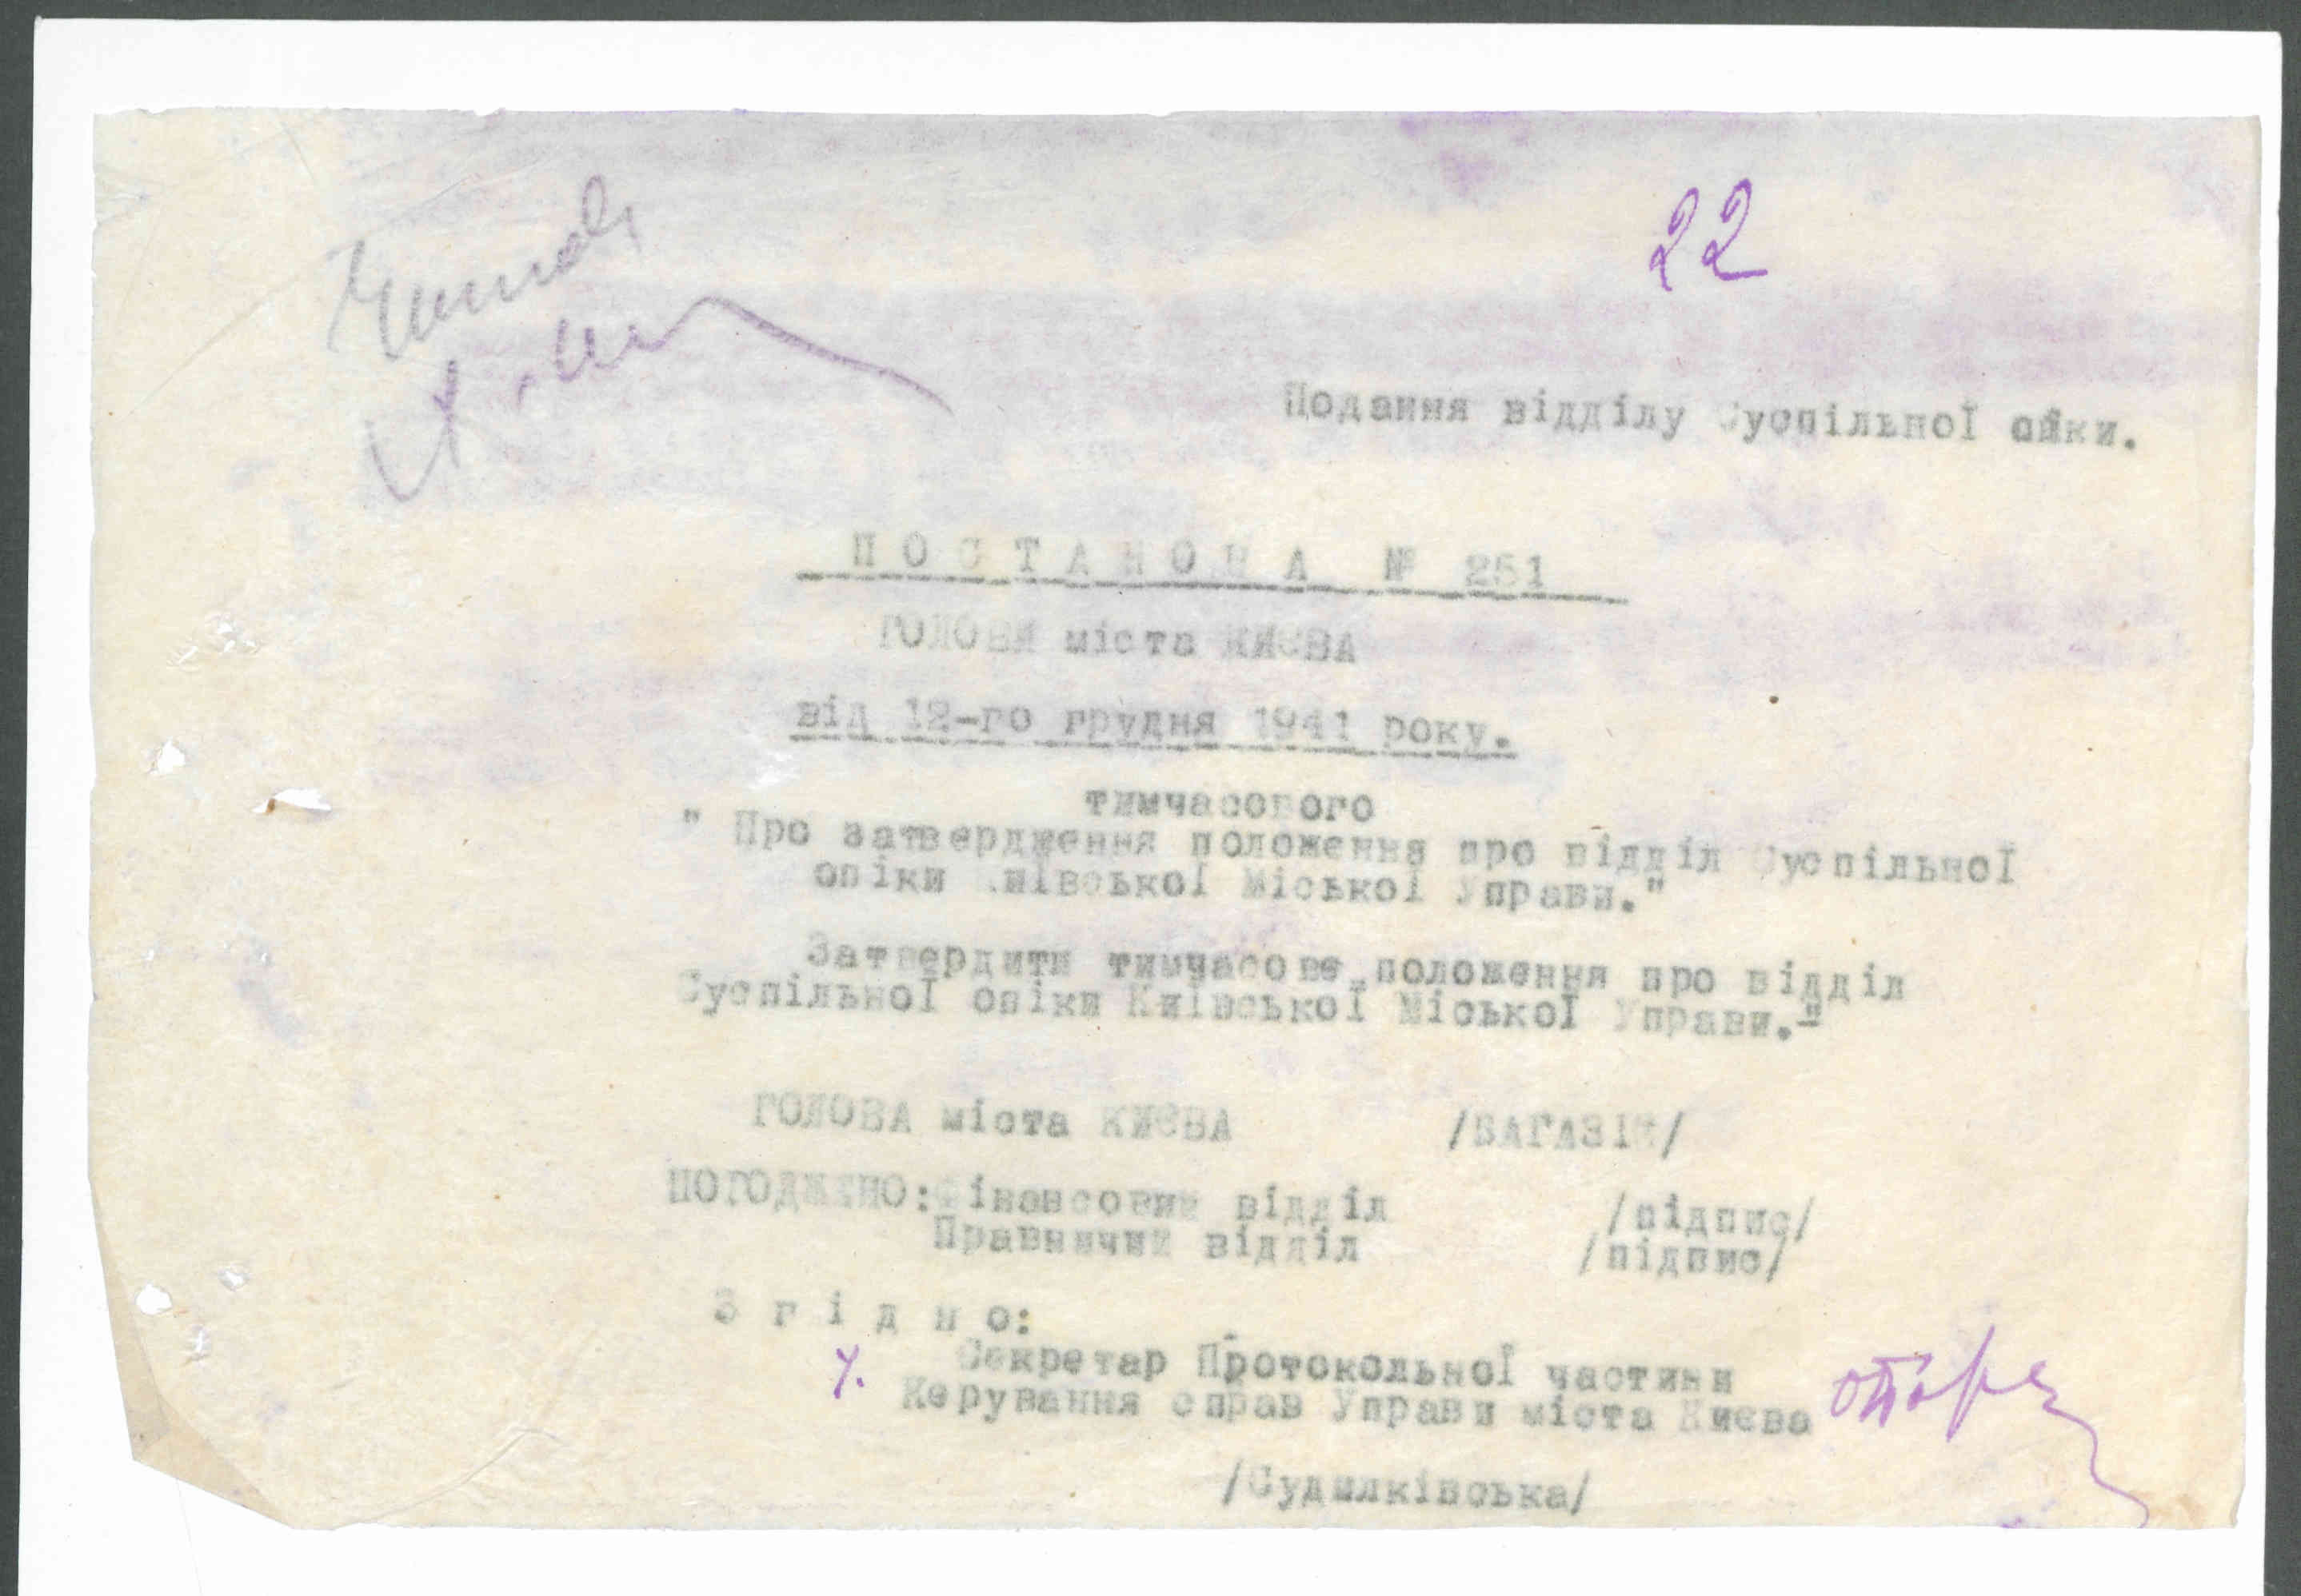 22
Подання відділу Суспільної опіки.
ПОСТАНОВА № 251
ГОЛОВИ міста КИЄВА
від 12-го грудня 1941 року.
тимчасового
" Про затвердження положення про відділ Суспільної
опіки Київської Міської Управи."
Затвердити тимчасове положення про відділ
Суспільної опіки Київської Міської Управи."
ГОЛОВА міста КИЄВА /БАГАЗІЙ/
ПОГОДЖЕНО: Фінансовий відділ /підпис/
Правничий відділ /підпис/
З г і д н о:
Секретар Протокольної частини
Керування справ Управи міста Києва
/Судилківська/